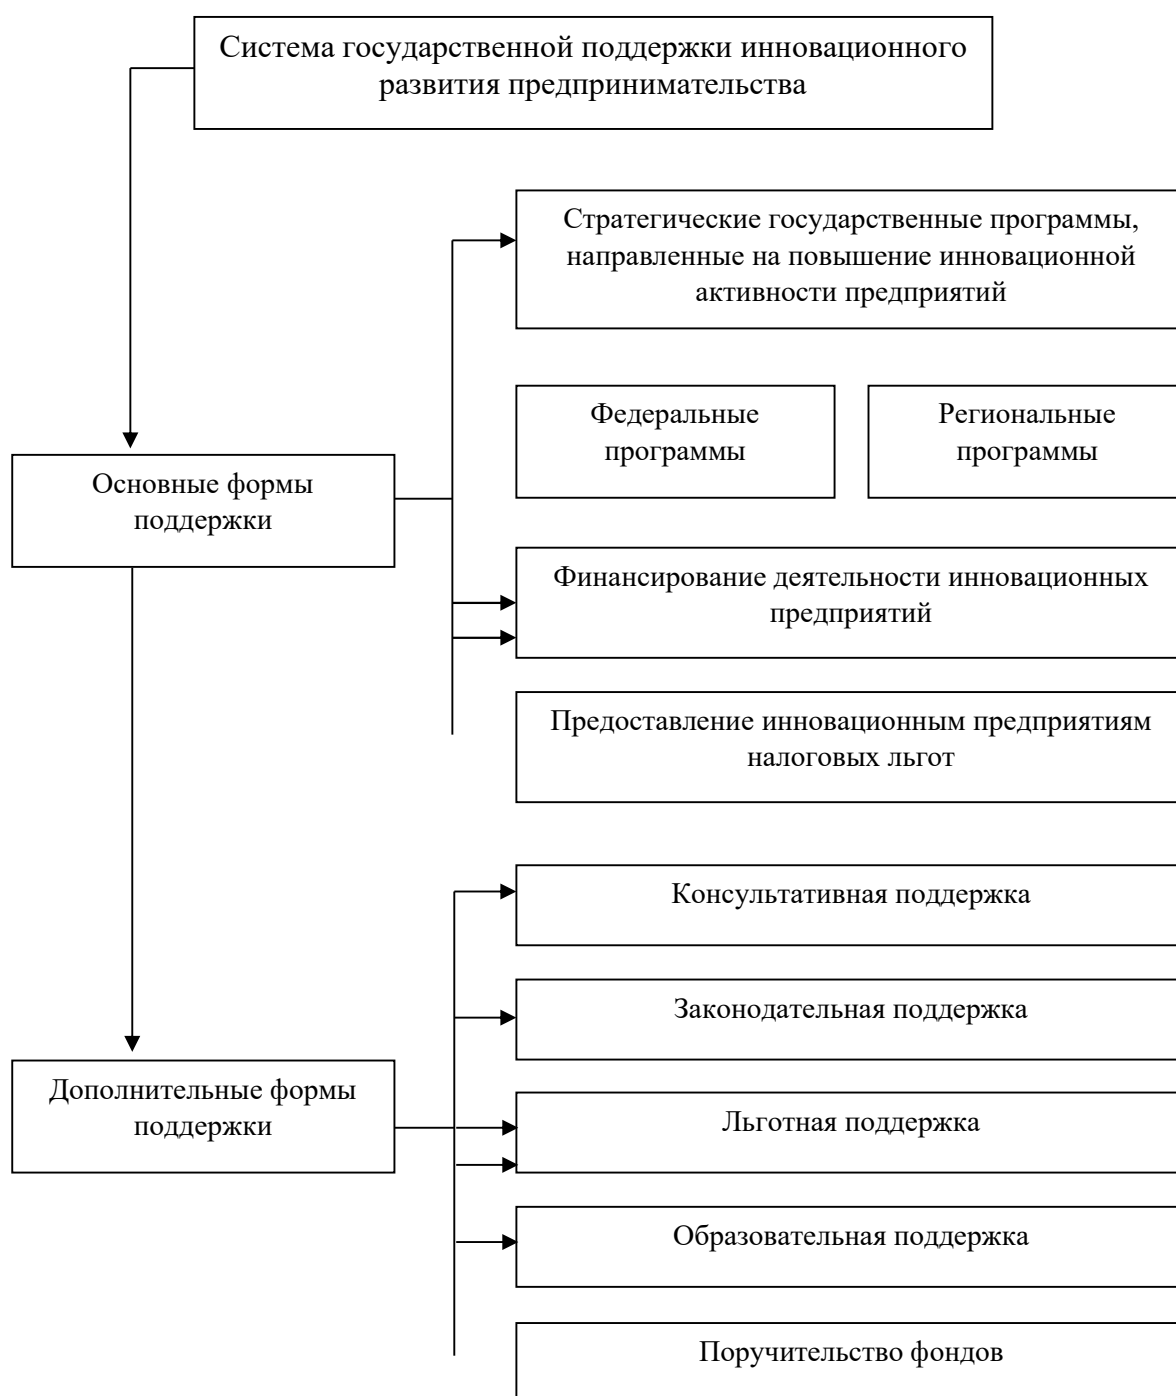 Система государственной поддержки инновационного
развития предпринимательства
Стратегические государственные программы,
направленные на повышение инновационной
активности предприятий
Федеральные
программы
Региональные
программы
Основные формы
поддержки
Финансирование деятельности инновационных
предприятий
Предоставление инновационным предприятиям
налоговых льгот
Консультативная поддержка
Законодательная поддержка
Дополнительные формы
поддержки
Льготная поддержка
Образовательная поддержка
Поручительство фондов